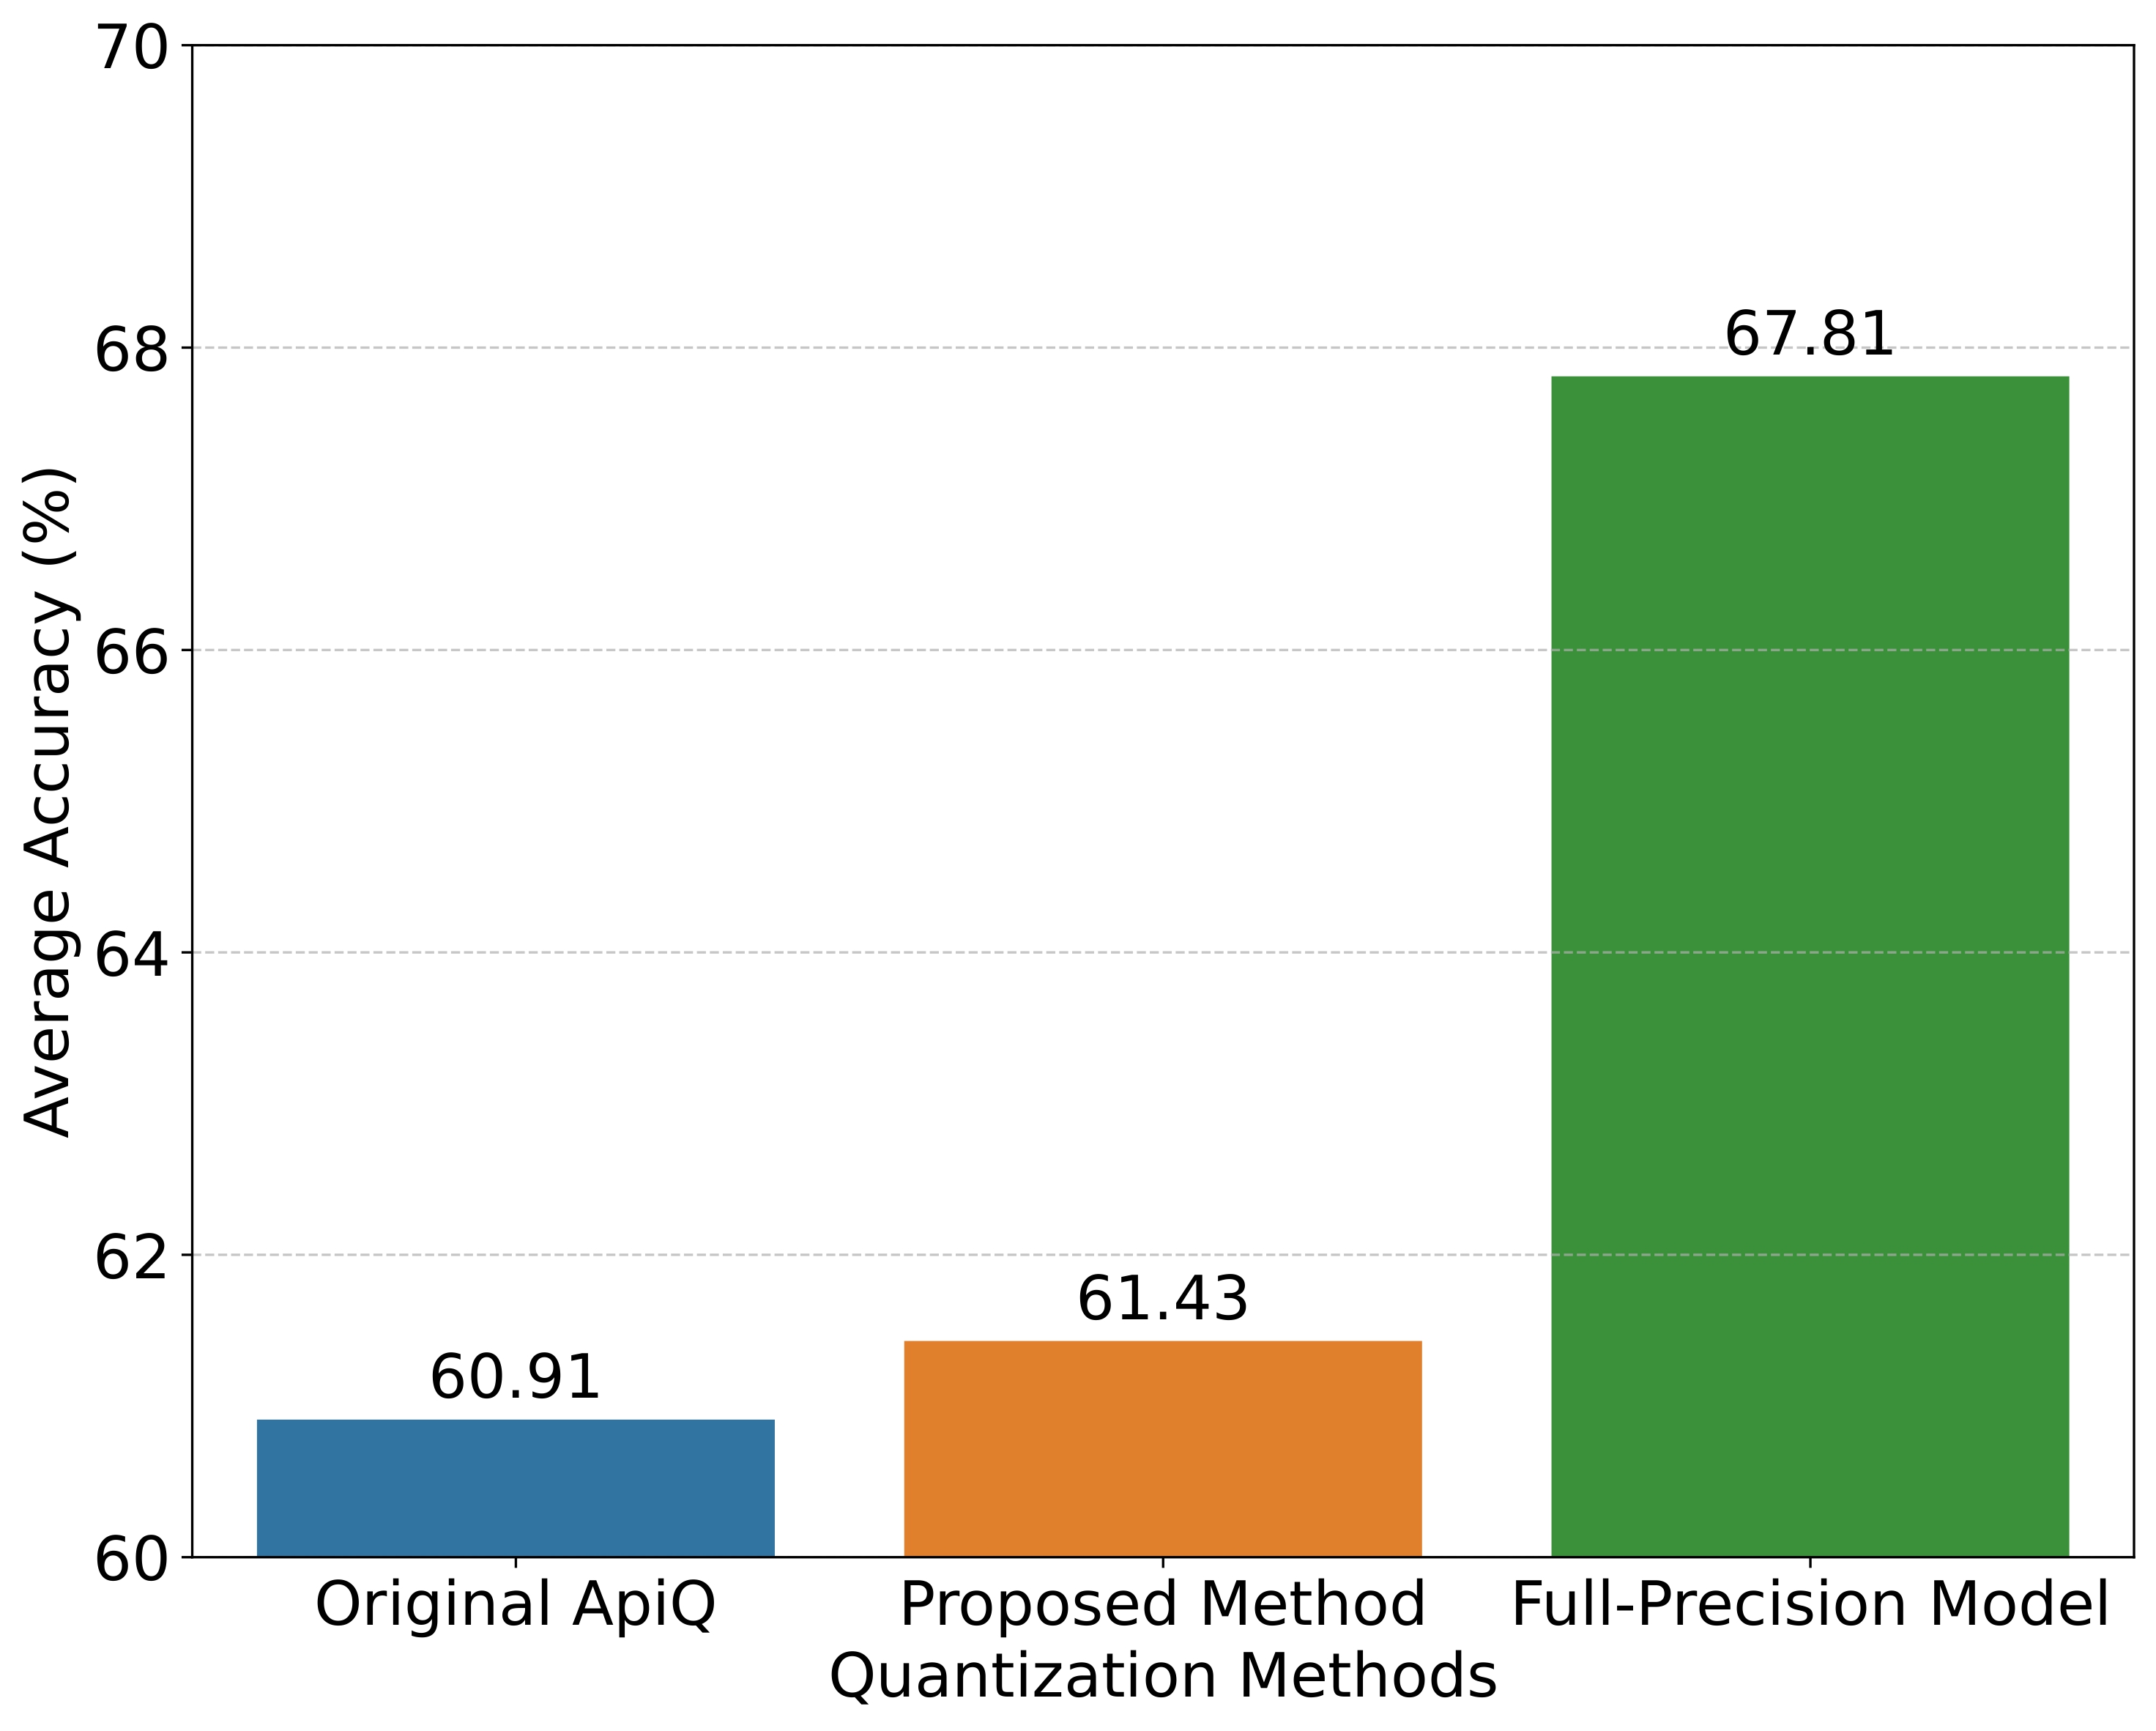 70
68
66
64
62
60
Average Accuracy (%)
60.91
61.43
67.81
Original ApiQ
Proposed Method
Full-Precision Model
Quantization Methods